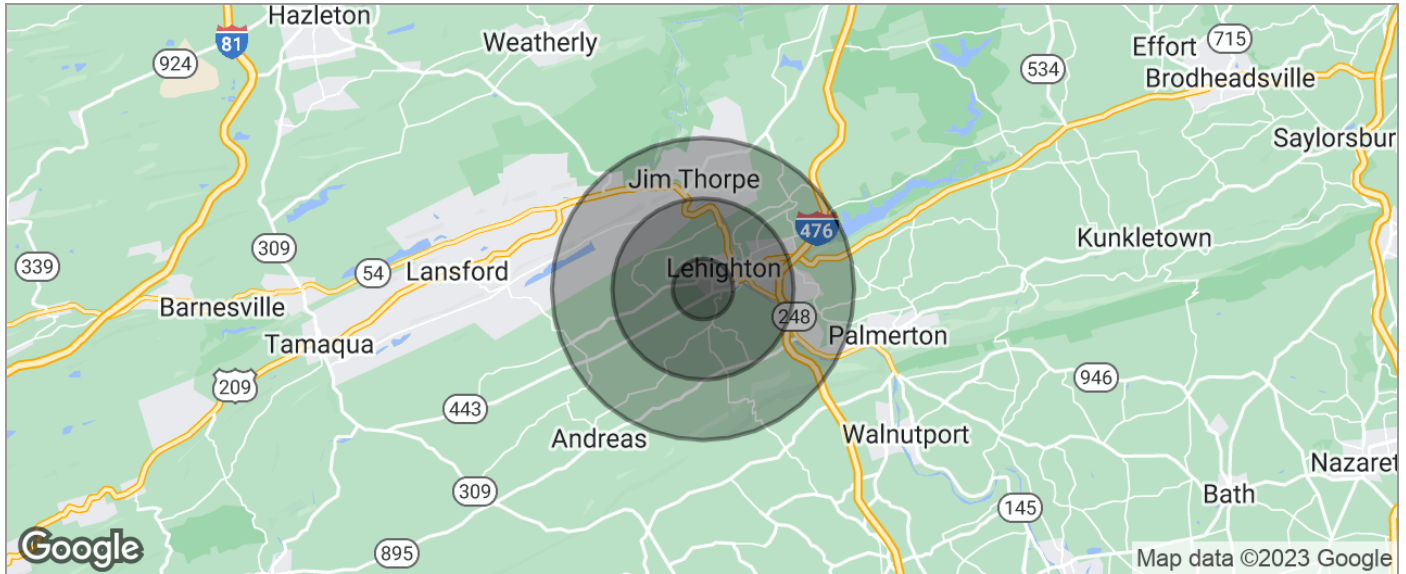 Hazleton
81
924
Weatherly
Effort
715
Brodheadsville
534
Saylorsbur
Jim Thorpe
476
309
339
54
Lansford
Lehighton
Kunkletown
Barnesville
248
Tamaqua
Palmerton
209
946
443
Andreas
Walnutport
Nazaret
309
145
Bath
895
Google
Map data ©2023 Google